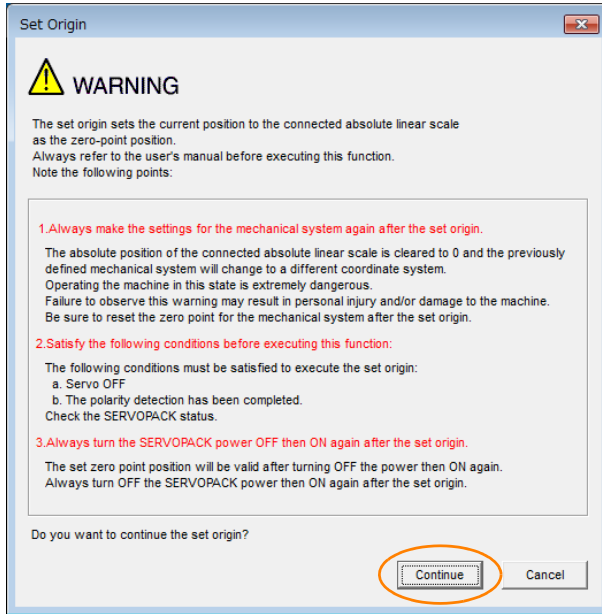 Set Origin
WARNING
The set origin sets the current position to the connected absolute linear scale
as the zero-point position.
Always refer to the user's manual before executing this function.
Note the following points:
1.Always make the settings for the mechanical system again after the set origin.
The absolute position of the connected absolute linear scale is cleared to 0 and the previously
defined mechanical system will change to a different coordinate system.
Operating the machine in this state is extremely dangerous.
Failure to observe this warning may result in personal injury and/or damage to the machine.
Be sure to reset the zero point for the mechanical system after the set origin.
2.Satisfy the following conditions before executing this function:
The following conditions must be satisfied to execute the set origin:
a. Servo OFF
b. The polarity detection has been completed.
Check the SERVOPACK status.
3.Always turn the SERVOPACK power OFF then ON again after the set origin.
The set zero point position will be valid after turning OFF the power then ON again.
Always turn OFF the SERVOPACK power then ON again after the set origin.
Do you want to continue the set origin?
Continue Cancel